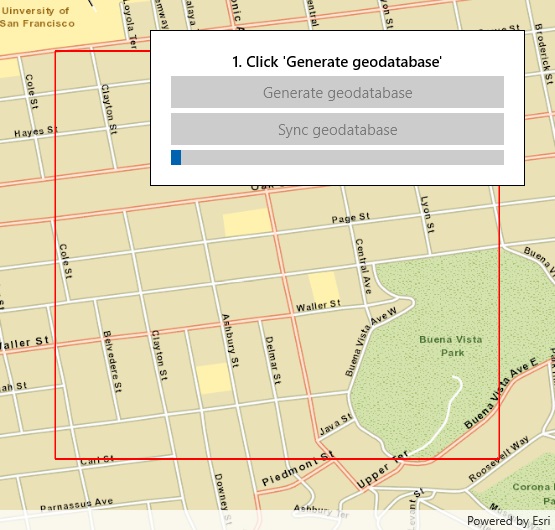 University of
San Francisco
Loyola Ter
Central
Broderick St
Cole St
Clayton St
Hayes St
1. Click 'Generate geodatabase'
Generate geodatabase
Sync geodatabase
Page St
Lyon St
Cole St
Central Ave
Buena V
Waller St
Waller St
Buena Vista Ave W
Belvedere St
Clayton St
Ashbury St
Delmar St
Buena Vista
Park
Buena Vista Ave E
Java St
Carl St
Piedmont St
Upper Ter
Roosevelt Way
Parnassus Ave
Downey St
Ashbury Ter
Corona
Powered by Esri